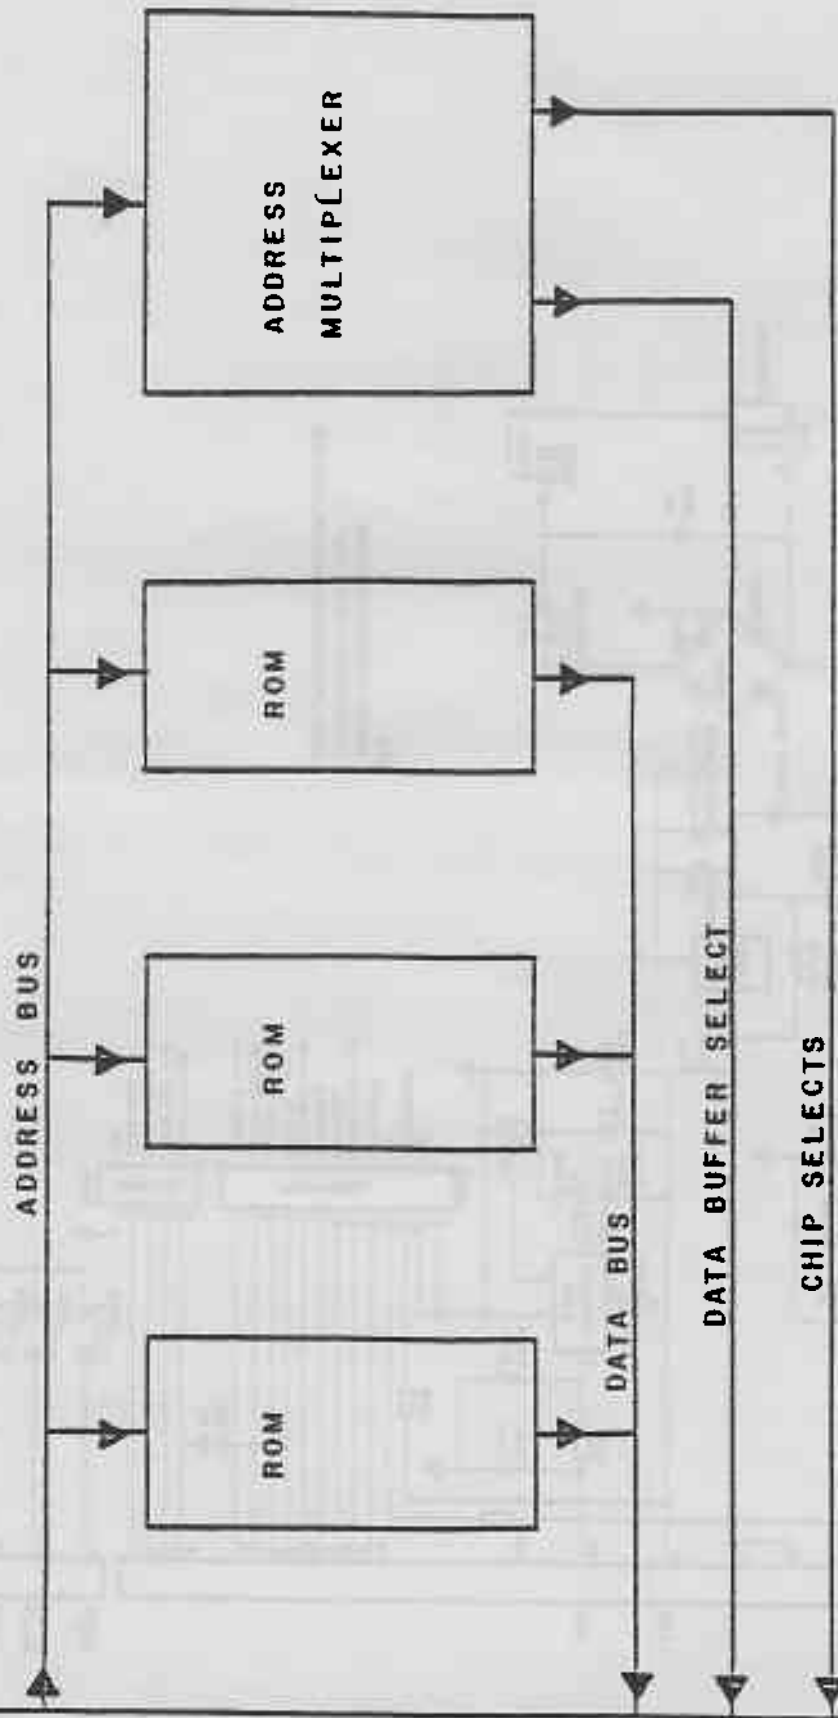 ADDRESS BUS
ROM
ROM
ROM
ADDRESS
MULTIPLEXER
DATA BUS
DATA BUFFER SELECT
CHIP SELECTS